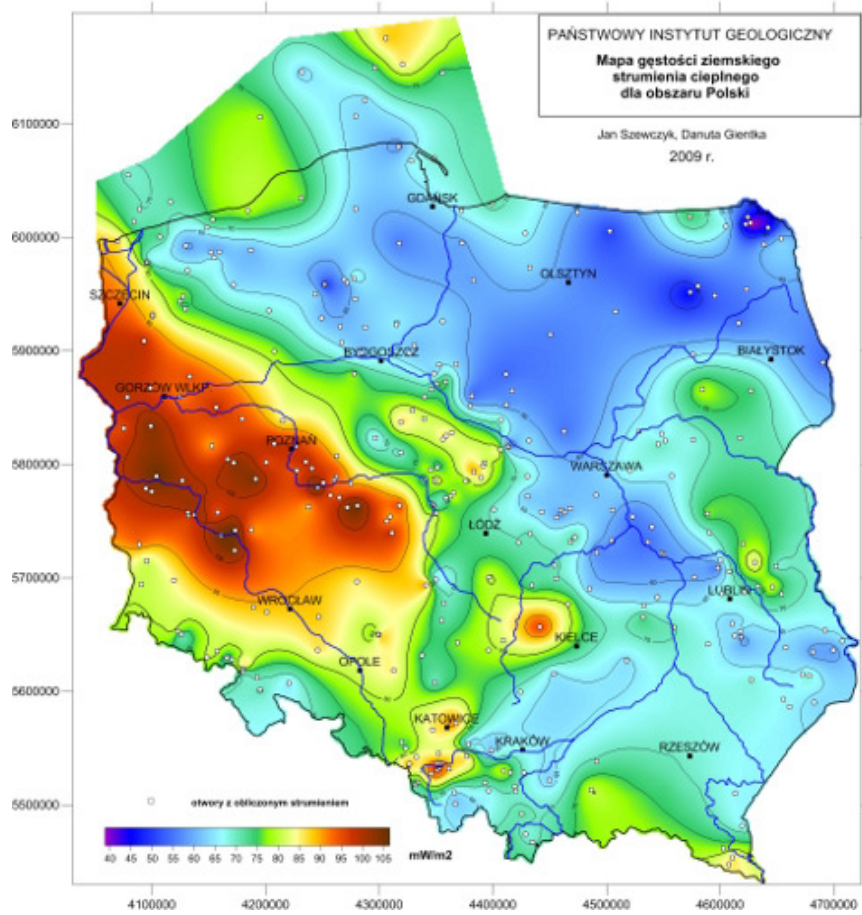 PAŃSTWOWY INSTYTUT GEOLOGICZNY
Mapa gęstości ziemskiego
strumienia cieplnego
dla obszaru Polski
Jan Szewczyk, Danuta Gientka
2009 r.
6100000
6000000
5900000
5800000
5700000
5600000
5500000
GDAŃSK
OLSZTYN
SZCZECIN
BYDGOSZCZ
BIAŁYSTOK
GORZÓW WLKP
POZNAŃ
WARSZAWA
ŁÓDŹ
LUBLIN
WROCŁAW
KIELCE
OPOLE
KATOWICE
KRAKÓW
RZESZÓW
otwory z obliczonym strumieniem
40 45 50 55 60 65 70 75 80 85 90 95 100 105
mW/m2
4100000 4200000 4300000 4400000 4500000 4600000 4700000